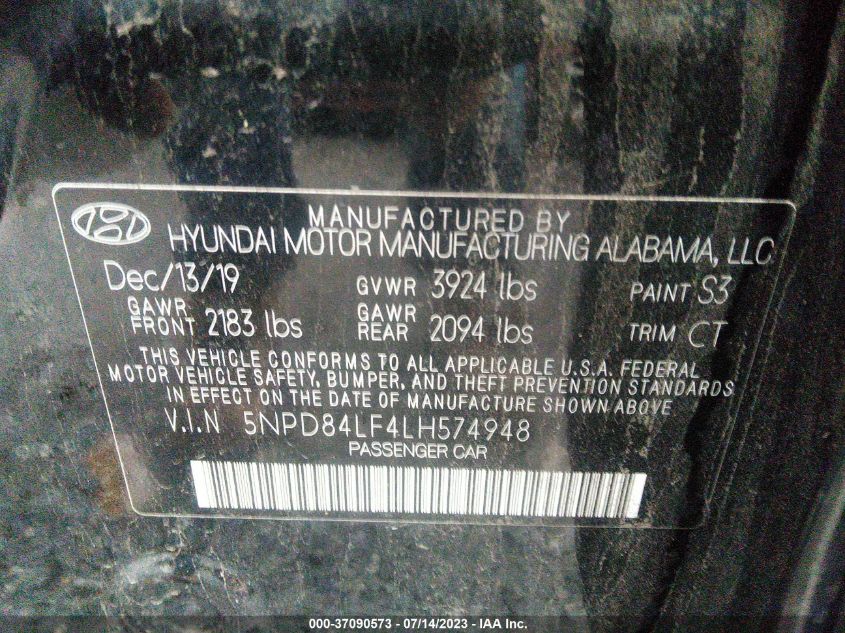 MANUFACTURED BY
HYUNDAI MOTOR MANUFACTURING ALABAMA, LLC
Dec/13/19 GVWR 3924 lbs PAINT S3
GAWR FRONT 2183 lbs GAWR REAR 2094 lbs TRIM CT
THIS VEHICLE CONFORMS TO ALL APPLICABLE U.S.A. FEDERAL
MOTOR VEHICLE SAFETY, BUMPER, AND THEFT PREVENTION STANDARDS
IN EFFECT ON THE DATE OF MANUFACTURE SHOWN ABOVE
V.I.N 5NPD84LF4LH574948
PASSENGER CAR
000-37090573 - 07/14/2023 - IAA Inc.